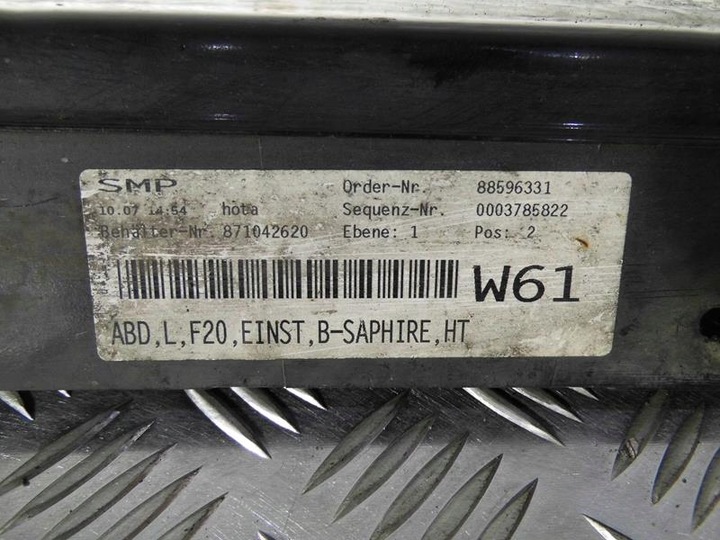 SMP Order-Nr. 88596331
10.07 14:54 hota Sequenz-Nr. 0003785822
Behälter-Nr. 871042620 Ebene: 1 Pos: 2
W61
ABD,L,F20,EINST,B-SAPHIRE,HT